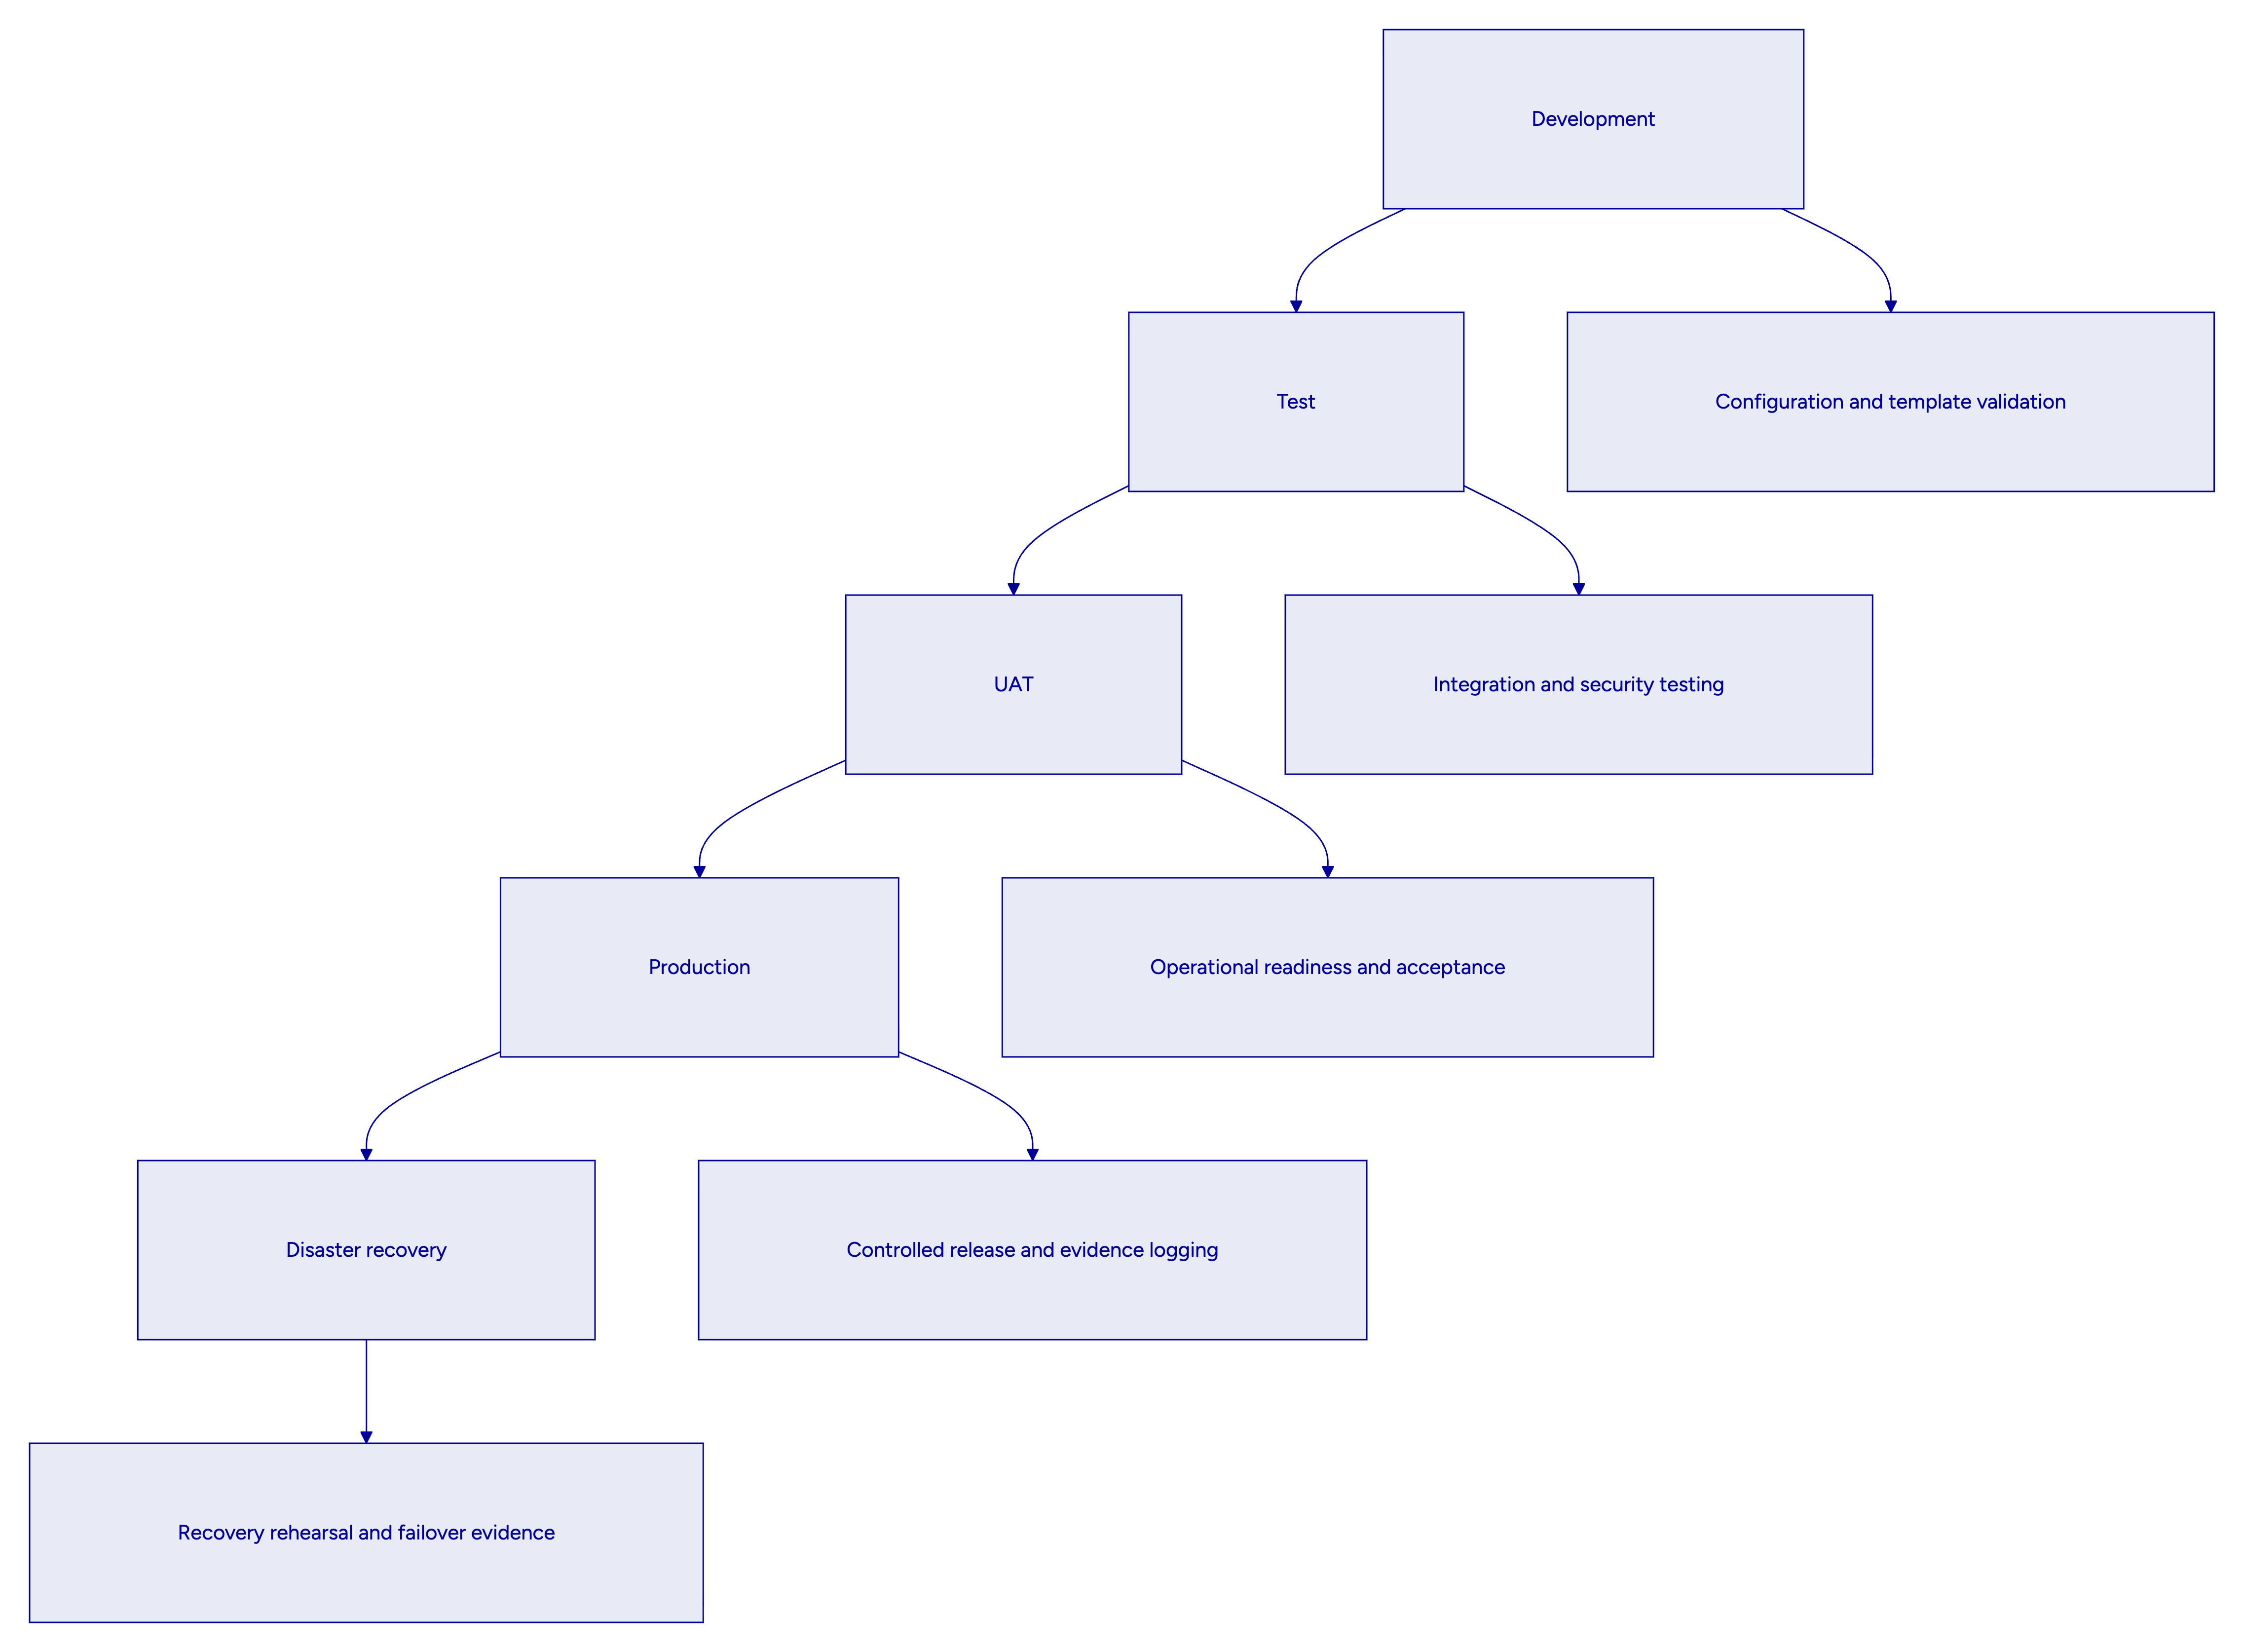 Development
Test
Configuration and template validation
UAT
Integration and security testing
Production
Operational readiness and acceptance
Disaster recovery
Controlled release and evidence logging
Recovery rehearsal and failover evidence